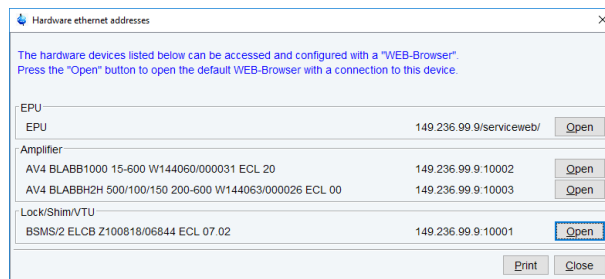 Hardware ethernet addresses
The hardware devices listed below can be accessed and configured with a "WEB-Browser".
Press the "Open" button to open the default WEB-Browser with a connection to this device.
EPU
EPU 149.236.99.9/serviceweb/ Open
Amplifier
AV4 BLABB1000 15-600 W144060/000031 ECL 20 149.236.99.9:10002 Open
AV4 BLABBH2H 500/100/150 200-600 W144063/000026 ECL 00 149.236.99.9:10003 Open
Lock/Shim/VTU
BSMS/2 ELCB Z100818/06844 ECL 07.02 149.236.99.9:10001 Open
Print Close